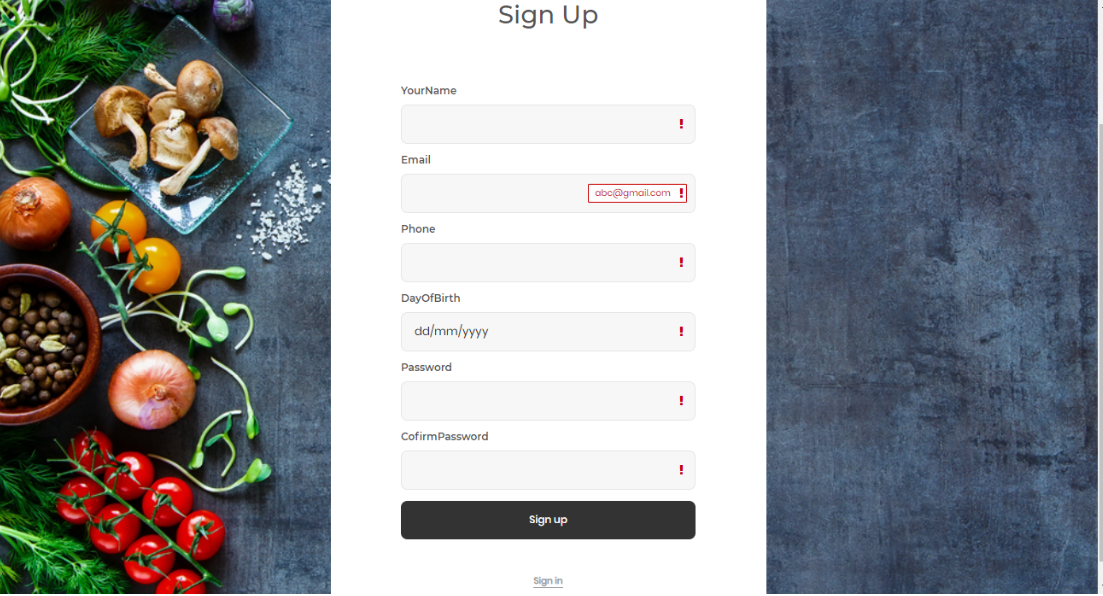 Sign Up
YourName
!
Email
abc@gmail.com !
Phone
!
DayOfBirth
dd/mm/yyyy !
Password
!
CofirmPassword
!
Sign up
Sign in